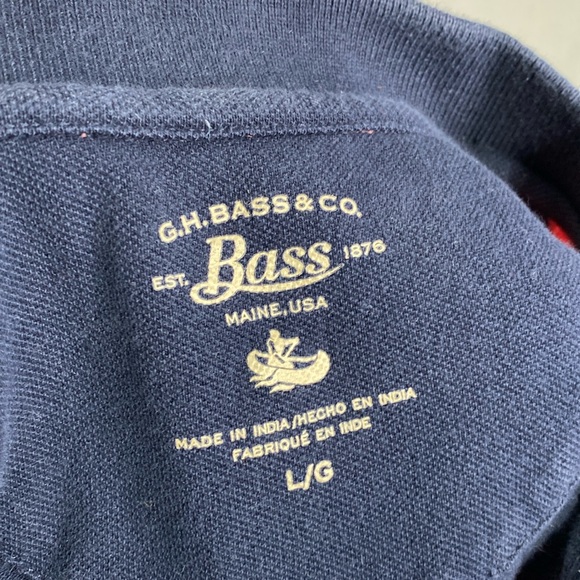 G.H. BASS & CO.
EST. Bass 1876
MAINE, USA
MADE IN INDIA/HECHO EN INDIA
FABRIQUÉ EN INDE
L/G